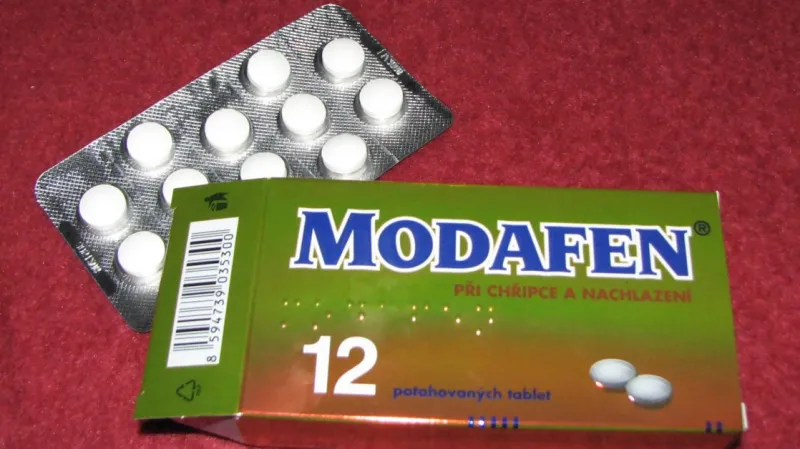 MODAFEN®
PŘI CHŘIPCE A NACHLAZENÍ
12
potahovaných tablet
8 594739 035300